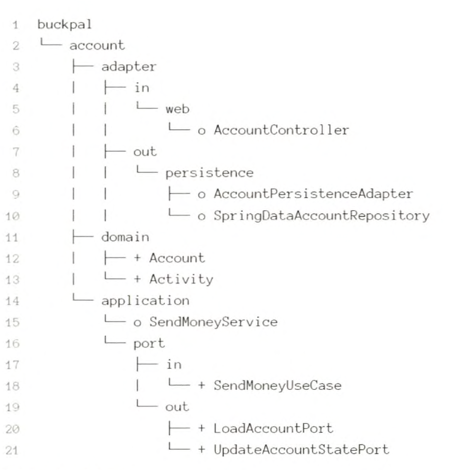 1 buckpal
2 └── account
3     ├── adapter
4     |   ├── in
5     |   |   └── web
6     |   |       └── o AccountController
7     |   ├── out
8     |   |   └── persistence
9     |   |       ├── o AccountPersistenceAdapter
10     |   |       └── o SpringDataAccountRepository
11     ├── domain
12     |   ├── + Account
13     |   └── + Activity
14     └── application
15         └── o SendMoneyService
16         └── port
17             ├── in
18             |   └── + SendMoneyUseCase
19             └── out
20                 ├── + LoadAccountPort
21                 └── + UpdateAccountStatePort